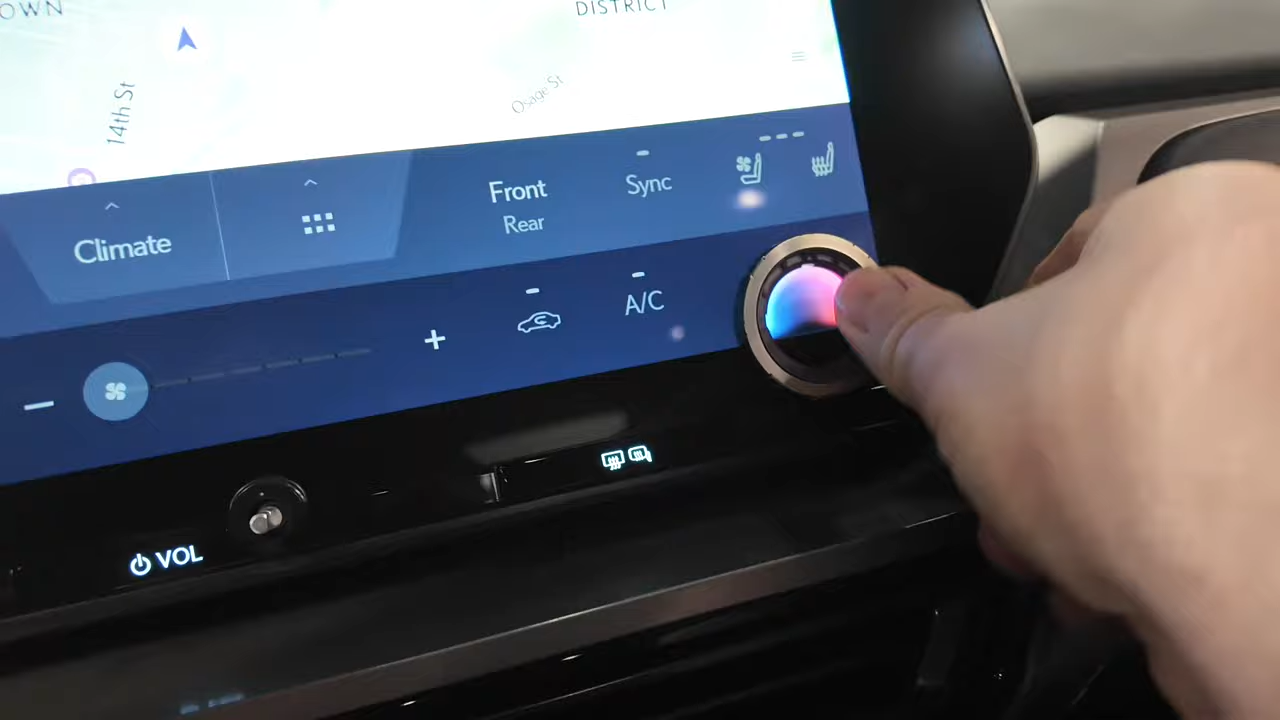 OWN
DISTRICT
14th St
Osage St
Climate
Front
Rear
Sync
A/C
VOL